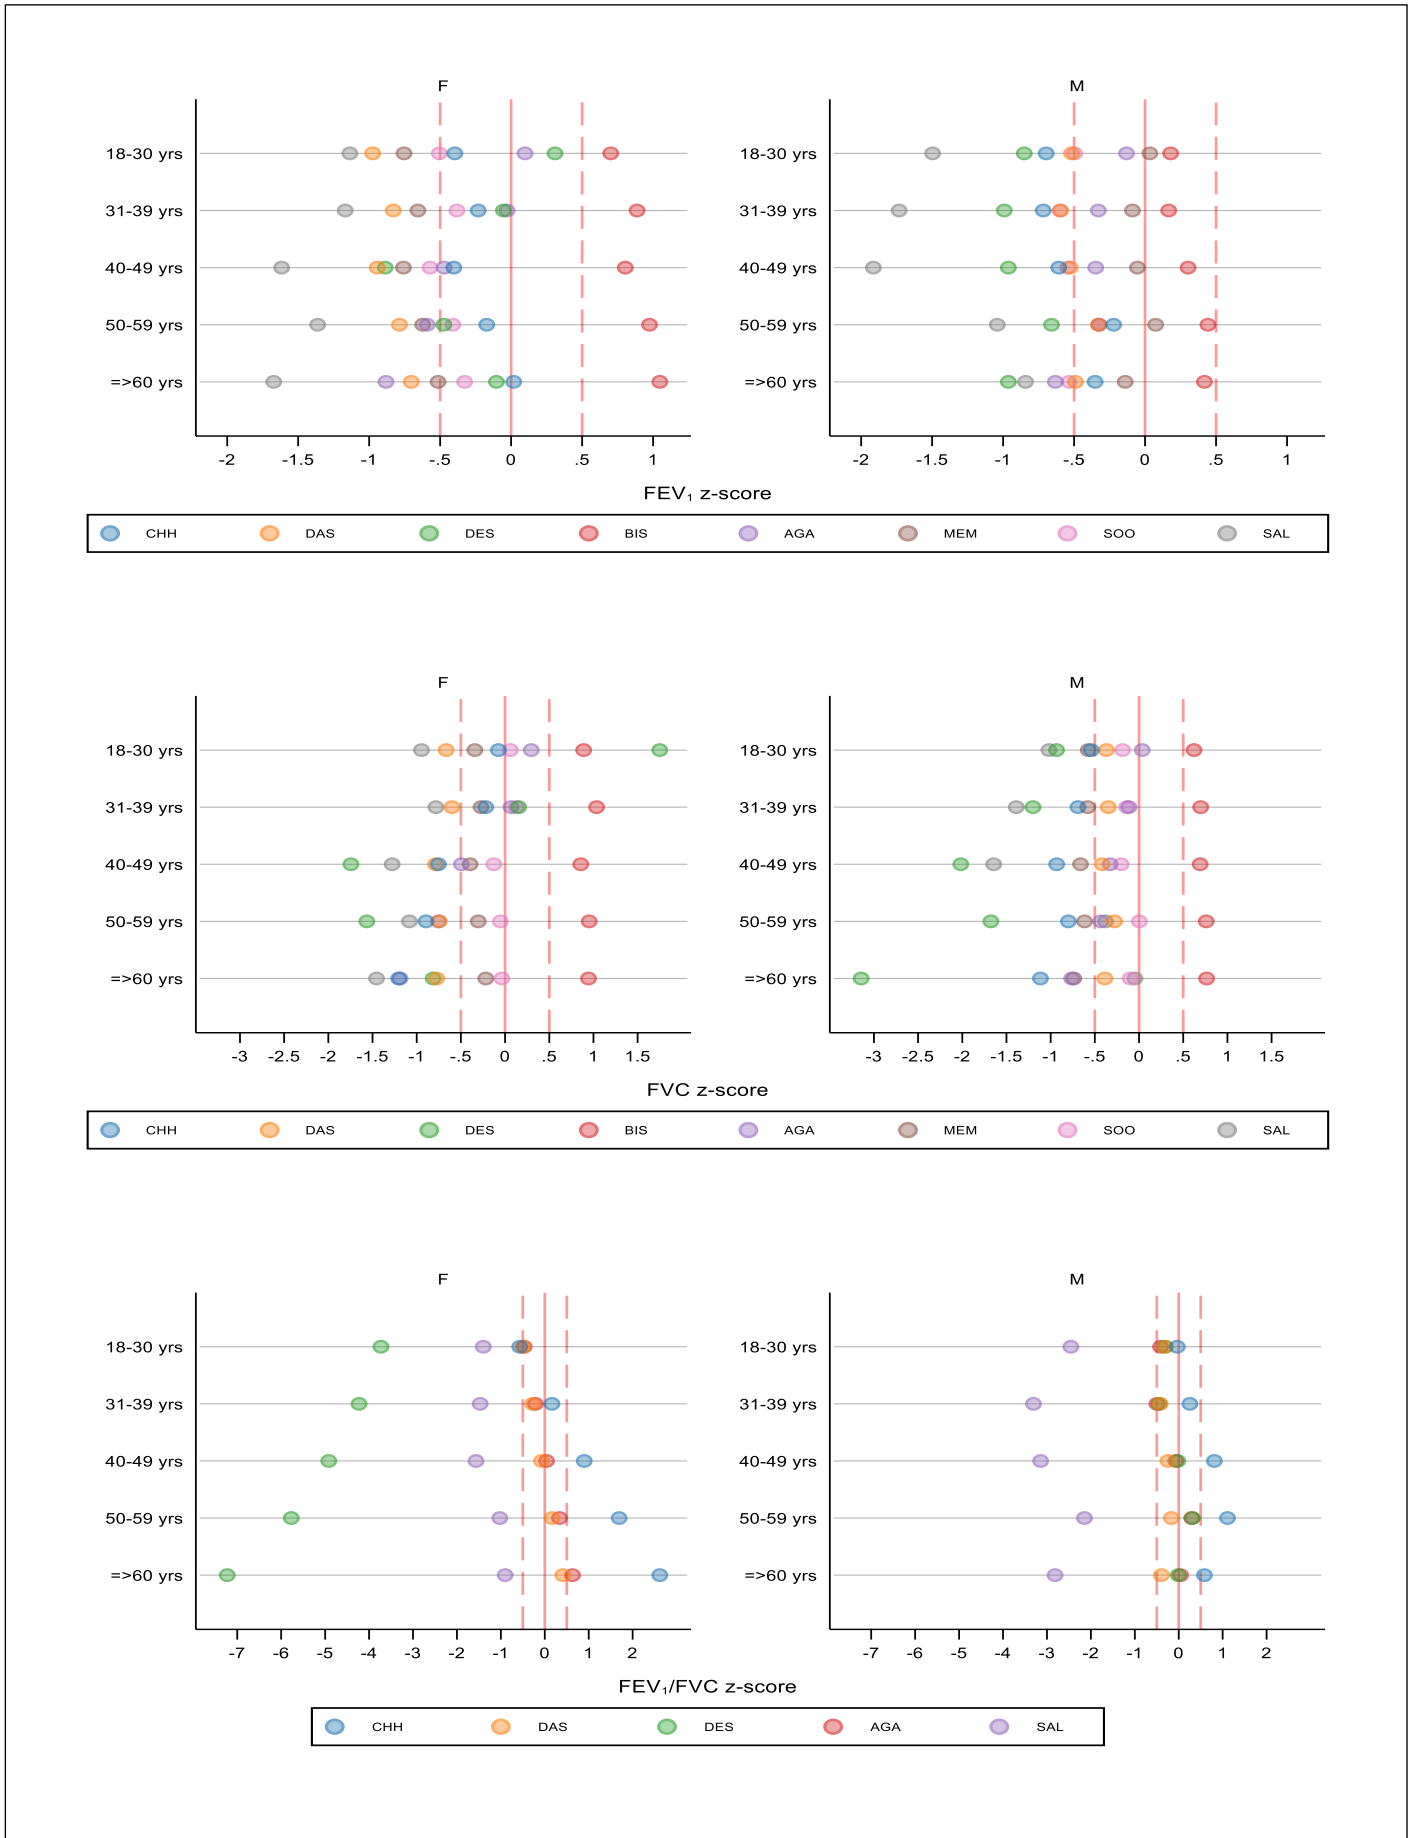 F M
18-30 yrs 18-30 yrs
31-39 yrs 31-39 yrs
40-49 yrs 40-49 yrs
50-59 yrs 50-59 yrs
=>60 yrs =>60 yrs
-2 -1.5 -1 -.5 0 .5 1 -2 -1.5 -1 -.5 0 .5 1
FEV₁ z-score
CHH DAS DES BIS AGA MEM SOO SAL
F M
18-30 yrs 18-30 yrs
31-39 yrs 31-39 yrs
40-49 yrs 40-49 yrs
50-59 yrs 50-59 yrs
=>60 yrs =>60 yrs
-3 -2.5 -2 -1.5 -1 -.5 0 .5 1 1.5 -3 -2.5 -2 -1.5 -1 -.5 0 .5 1 1.5
FVC z-score
CHH DAS DES BIS AGA MEM SOO SAL
F M
18-30 yrs 18-30 yrs
31-39 yrs 31-39 yrs
40-49 yrs 40-49 yrs
50-59 yrs 50-59 yrs
=>60 yrs =>60 yrs
-7 -6 -5 -4 -3 -2 -1 0 1 2 -7 -6 -5 -4 -3 -2 -1 0 1 2
FEV₁/FVC z-score
CHH DAS DES AGA SAL